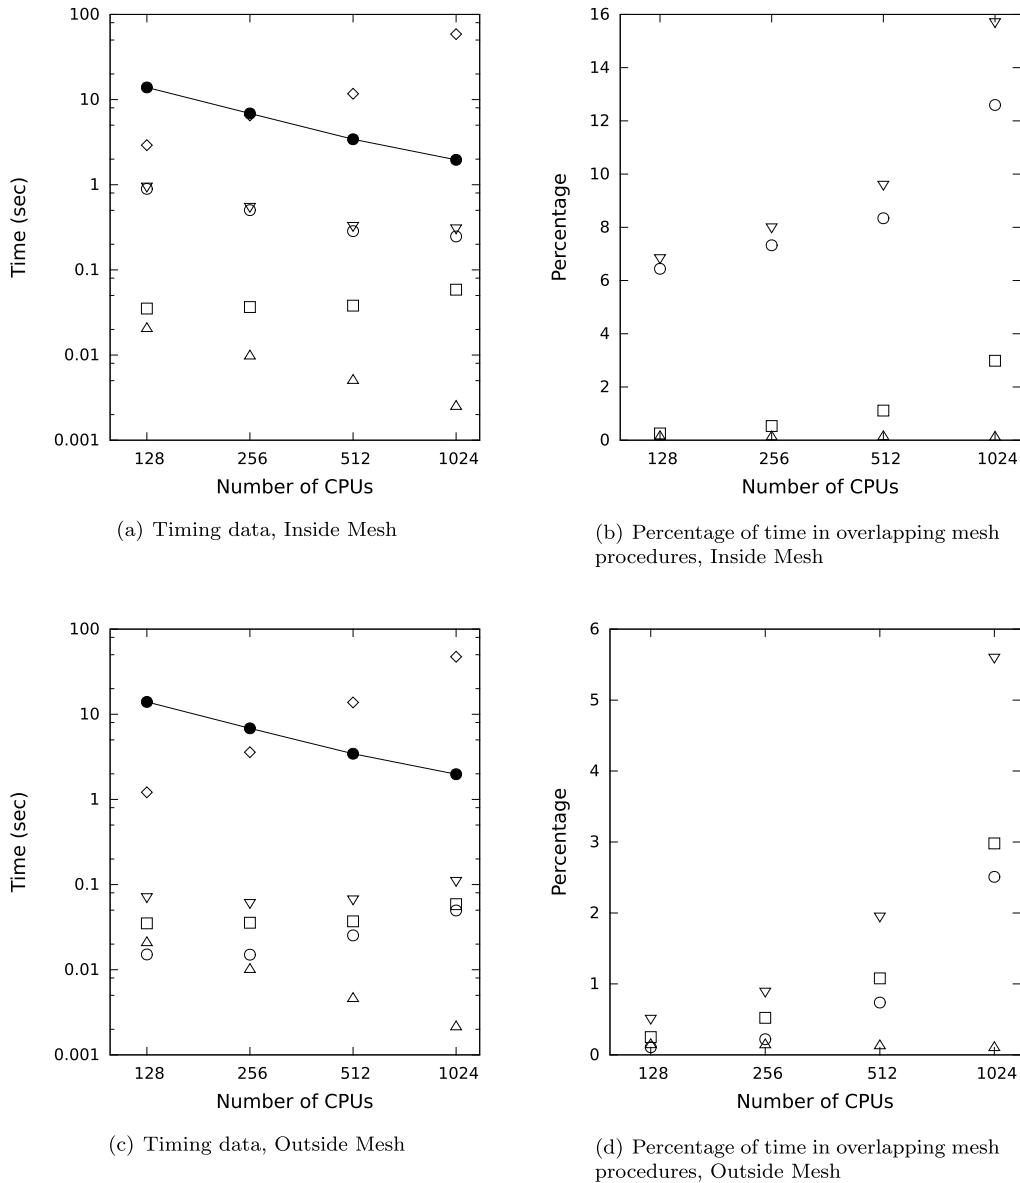 100
10
1
0.1
0.01
0.001
Time (sec)
128 256 512 1024
Number of CPUs
(a) Timing data, Inside Mesh
16
14
12
10
8
6
4
2
0
Percentage
128 256 512 1024
Number of CPUs
(b) Percentage of time in overlapping mesh
procedures, Inside Mesh
100
10
1
0.1
0.01
0.001
Time (sec)
128 256 512 1024
Number of CPUs
(c) Timing data, Outside Mesh
6
5
4
3
2
1
0
Percentage
128 256 512 1024
Number of CPUs
(d) Percentage of time in overlapping mesh
procedures, Outside Mesh